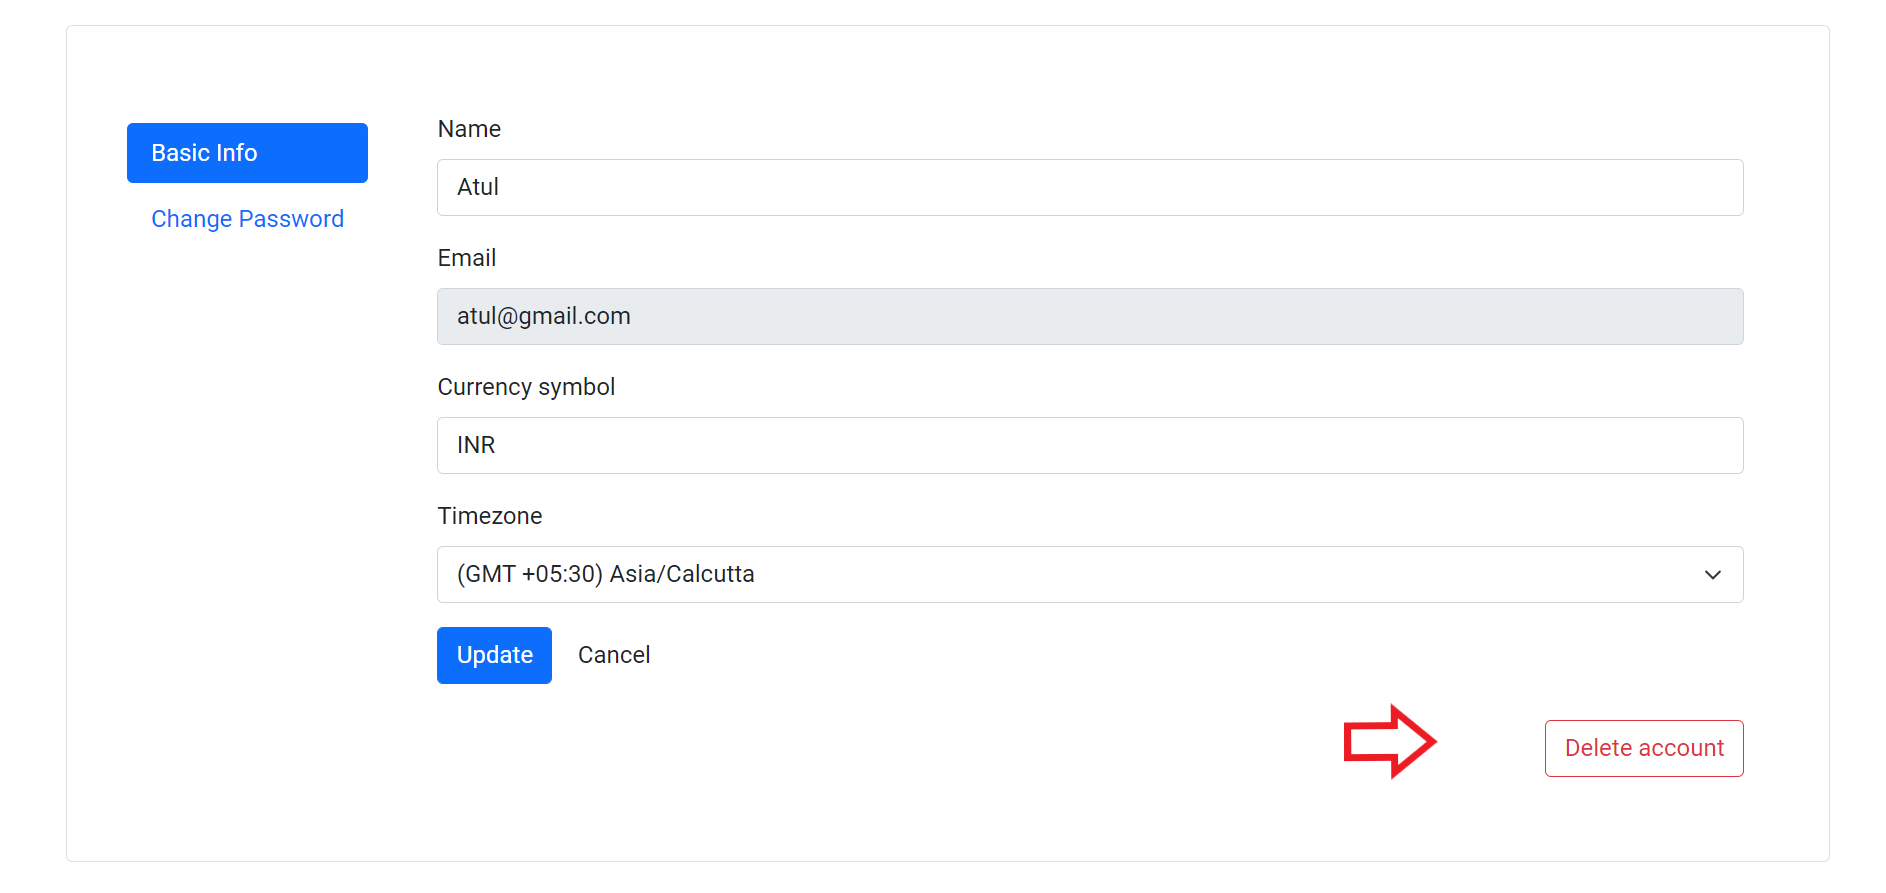 Basic Info
Change Password
Name
Atul
Email
atul@gmail.com
Currency symbol
INR
Timezone
(GMT +05:30) Asia/Calcutta
Update Cancel
Delete account